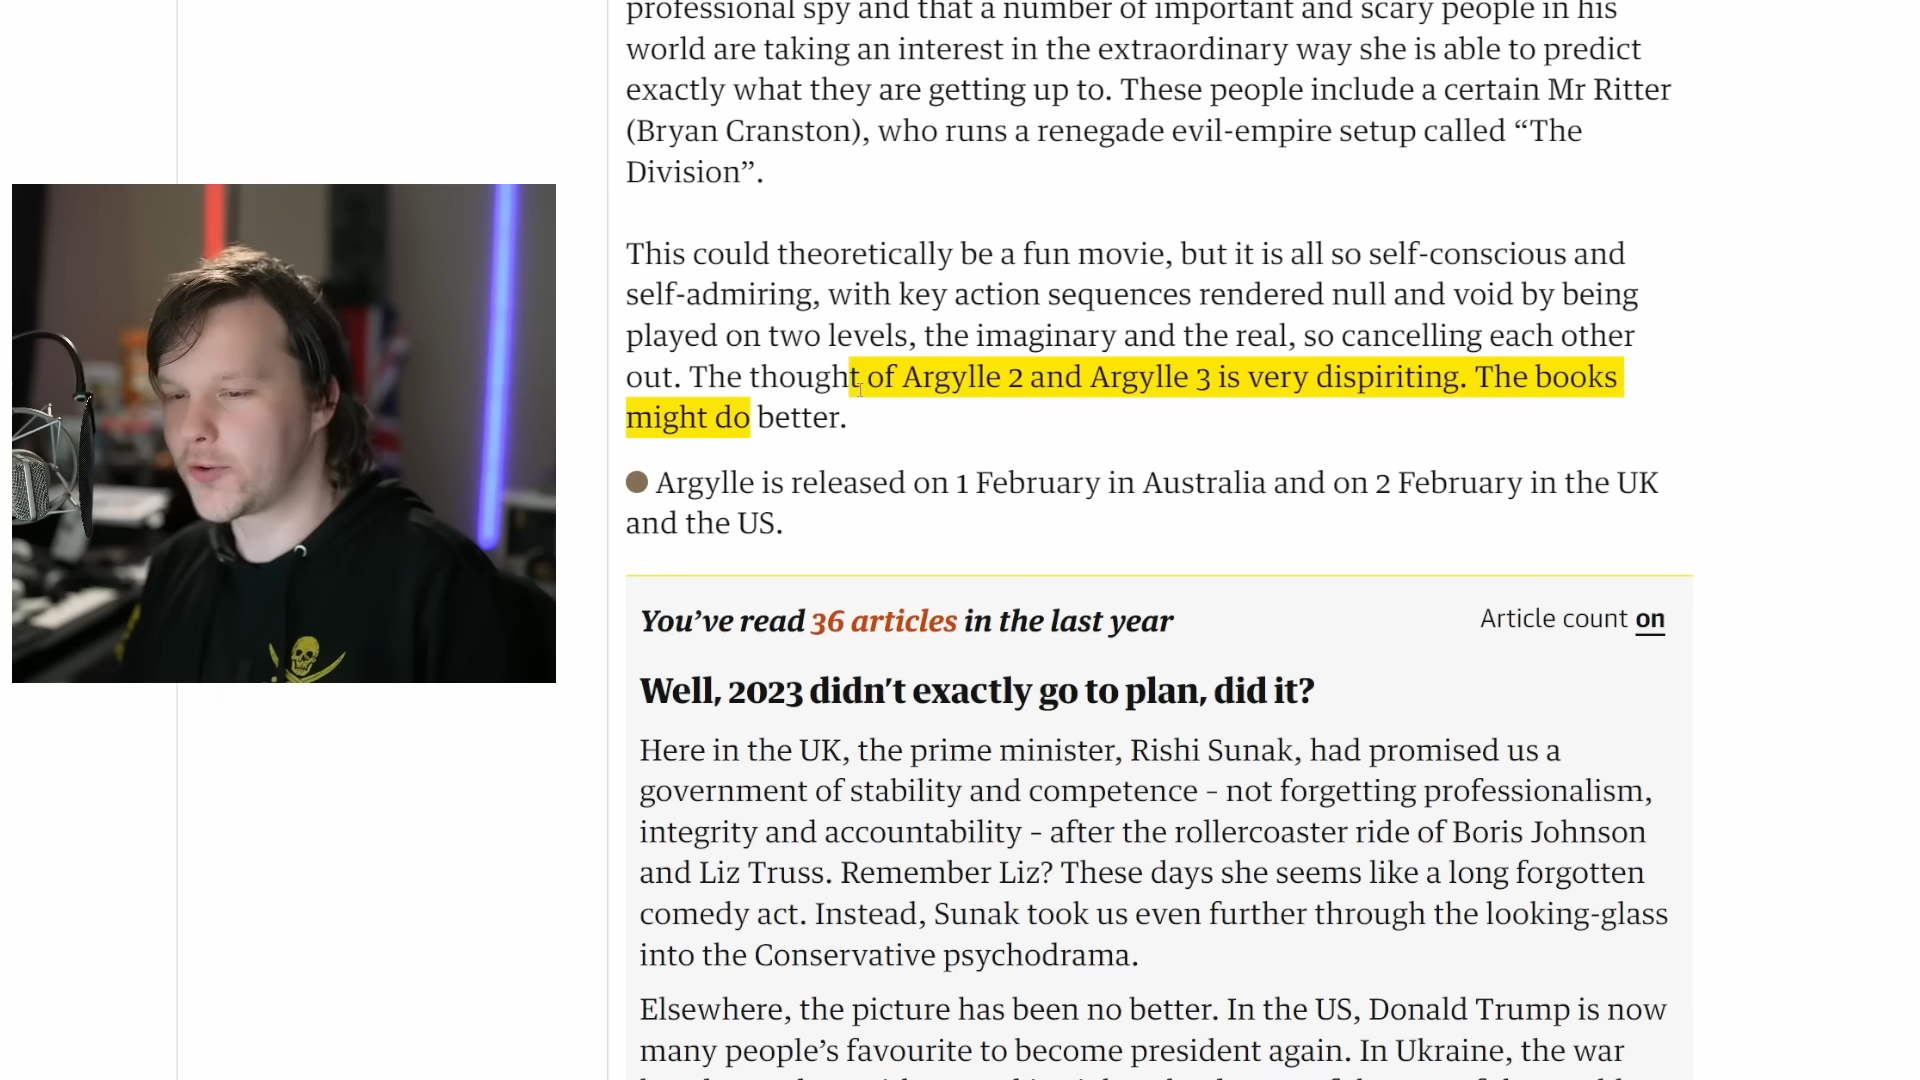 professional spy and that a number of important and scary people in his
world are taking an interest in the extraordinary way she is able to predict
exactly what they are getting up to. These people include a certain Mr Ritter
(Bryan Cranston), who runs a renegade evil-empire setup called “The
Division”.
This could theoretically be a fun movie, but it is all so self-conscious and
self-admiring, with key action sequences rendered null and void by being
played on two levels, the imaginary and the real, so cancelling each other
out. The thought of Argylle 2 and Argylle 3 is very dispiriting. The books
might do better.
Argylle is released on 1 February in Australia and on 2 February in the UK
and the US.
You’ve read 36 articles in the last year
Article count on
Well, 2023 didn’t exactly go to plan, did it?
Here in the UK, the prime minister, Rishi Sunak, had promised us a
government of stability and competence – not forgetting professionalism,
integrity and accountability – after the rollercoaster ride of Boris Johnson
and Liz Truss. Remember Liz? These days she seems like a long forgotten
comedy act. Instead, Sunak took us even further through the looking-glass
into the Conservative psychodrama.
Elsewhere, the picture has been no better. In the US, Donald Trump is now
many people’s favourite to become president again. In Ukraine, the war